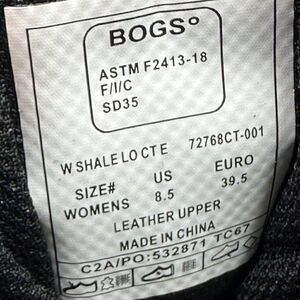 BOGS°
ASTM F2413-18
F/I/C
SD35
W SHALE LO CT E 72768CT-001
SIZE# US EURO
WOMENS 8.5 39.5
LEATHER UPPER
MADE IN CHINA
C2A/PO:532871 TC67